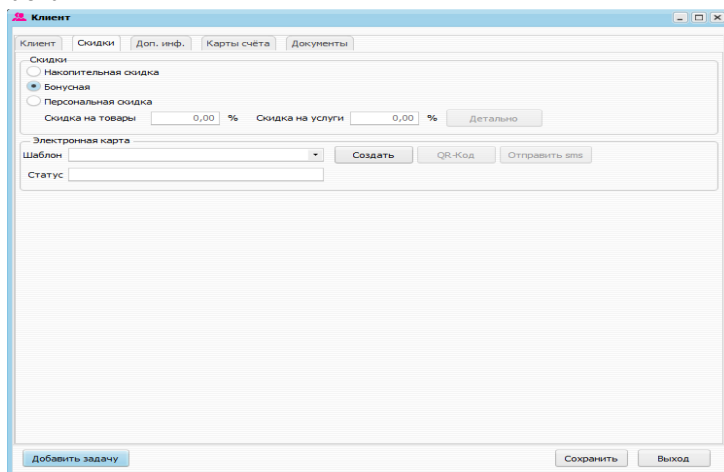 Клиент
Клиент Скидки Доп. инф. Карты счёта Документы
Скидки
Накопительная скидка
Бонусная
Персональная скидка
Скидка на товары 0,00 % Скидка на услуги 0,00 % Детально
Электронная карта
Шаблон Создать QR-Код Отправить sms
Статус
Добавить задачу Сохранить Выход